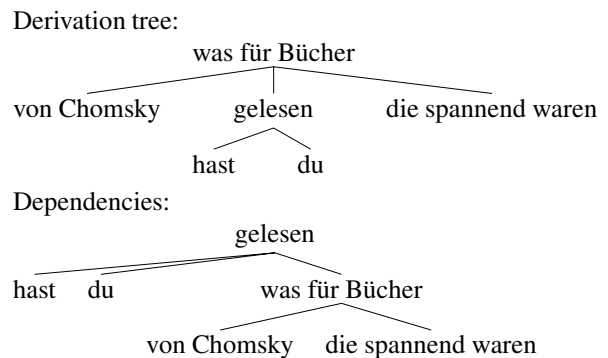 Derivation tree:
was für Bücher
von Chomsky gelesen die spannend waren
hast du
Dependencies:
gelesen
hast du was für Bücher
von Chomsky die spannend waren